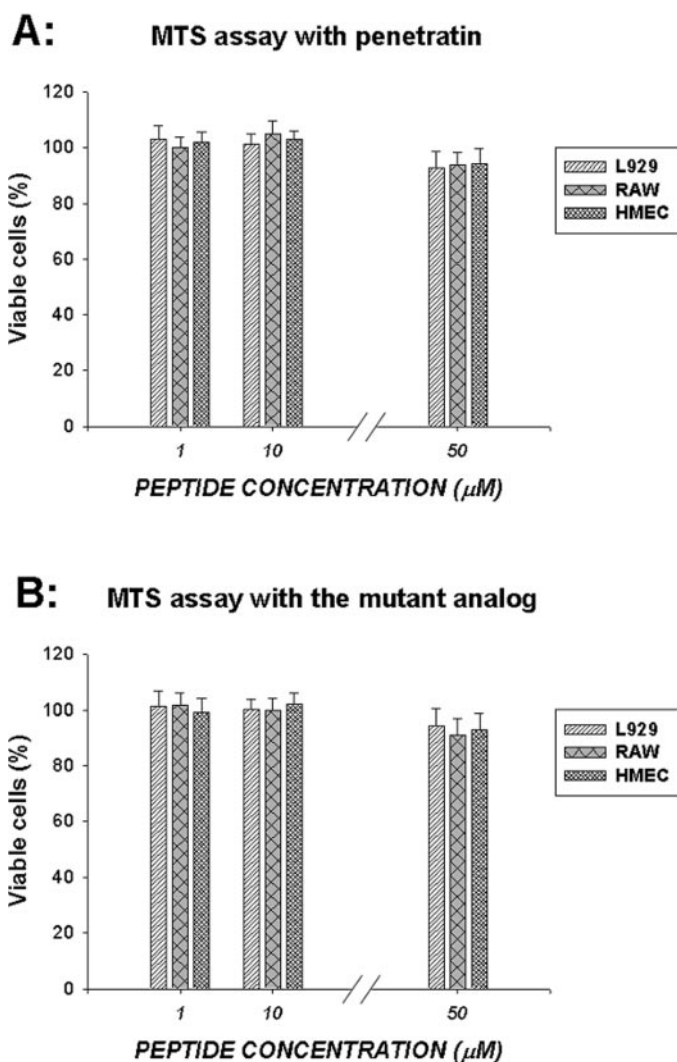 A: MTS assay with penetratin
120
100
80
60
40
20
0
Viable cells (%)
L929
RAW
HMEC
1 10 50
PEPTIDE CONCENTRATION (μM)
B: MTS assay with the mutant analog
120
100
80
60
40
20
0
Viable cells (%)
L929
RAW
HMEC
1 10 50
PEPTIDE CONCENTRATION (μM)